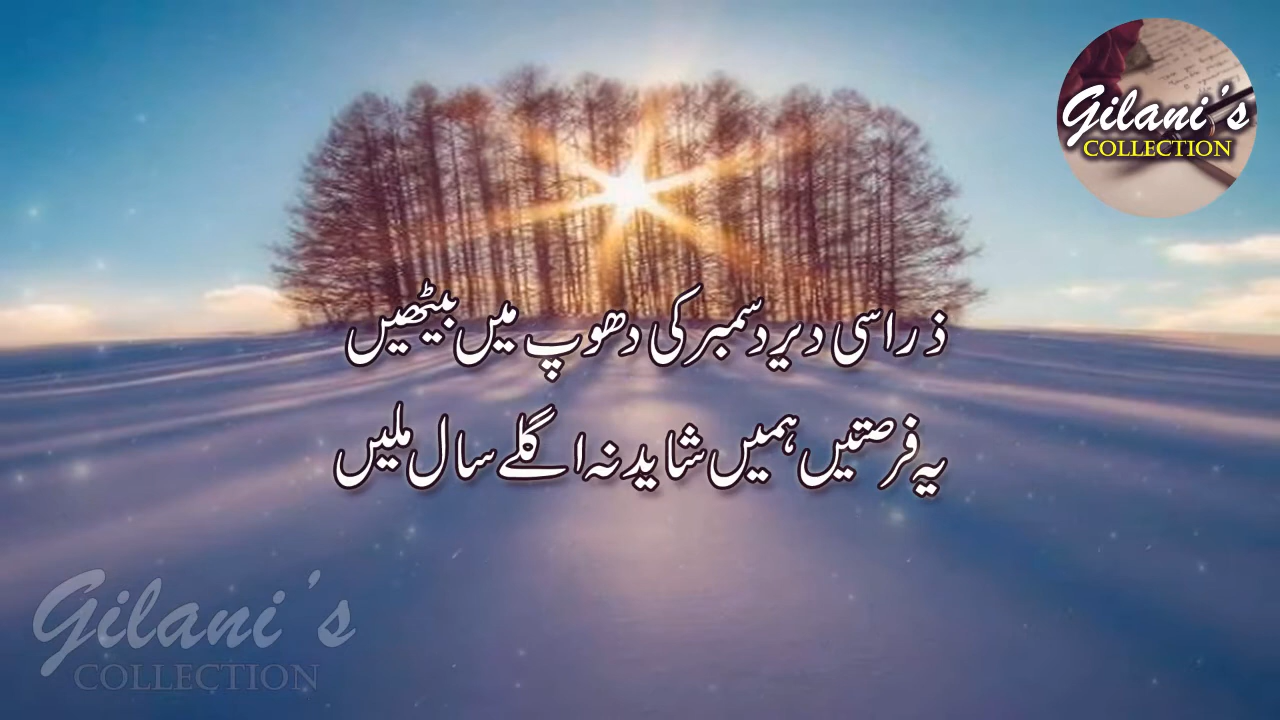 Gilani's
COLLECTION
ذرا سی دیر دسمبر کی دھوپ میں بیٹھیں
یہ فرصتیں ہمیں شاید نہ اگلے سال ملیں
Gilani's
COLLECTION